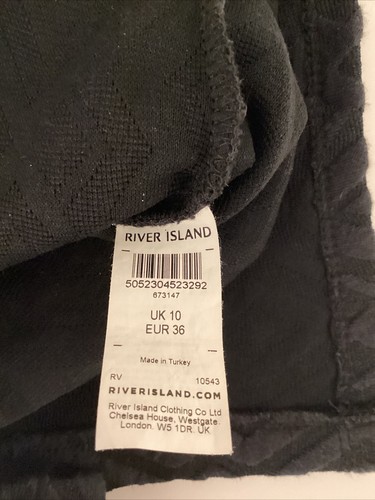 RIVER ISLAND
5052304523292
673147
UK 10
EUR 36
Made in Turkey
RV 10543
RIVERISLAND.COM
River Island Clothing Co Ltd
Chelsea House, Westgate.
London. W5 1DR. UK